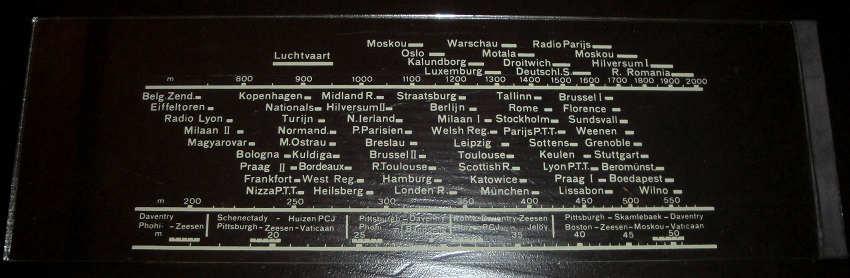 Moskou Warschau Radio Parijs
Oslo Motala Moskou
Luchtvaart Kalundborg Droitwich Hilversum I
Luxemburg Deutschl.S. R. Romania
m 800 900 1000 1100 1200 1300 1400 1500 1600 1700 1800 1900 2000
Belg.Zend. Kopenhagen Midland R. Straatsburg Tallinn Brussel I
Eiffeltoren Nationals Hilversum II Berlijn Rome Florence
Radio Lyon Turijn N.Ierland Milaan I Stockholm Sundsvall
Milaan II Normand. P.Parisien Welsh Reg. Parijs P.T.T. Weenen
Magyarovar M.Ostrau Breslau Leipzig Sottens Grenoble
Bologna Kuldiga Brussel II Toulouse Keulen Stuttgart
Praag II Bordeaux R.Toulouse Scottish R. Lyon P.T.T. Beromünst.
Frankfort West Reg. Hamburg Katowice Praag I Boedapest
Nizza P.T.T. Heilsberg Londen R. München Lissabon Wilno
m 200 250 300 350 400 450 500 550
Daventry Schenectady - Huizen PCJ Pittsburgh - Daventry Rome - Daventry-Zeesen Pittsburgh - Skamlebaek - Daventry
Phohi- - Zeesen Pittsburgh-Zeesen-Vaticaan Phohi Huizen PCJ Jelöy Boston-Zeesen-Moskou-Vaticaan
m 20 25 35 40 45 50